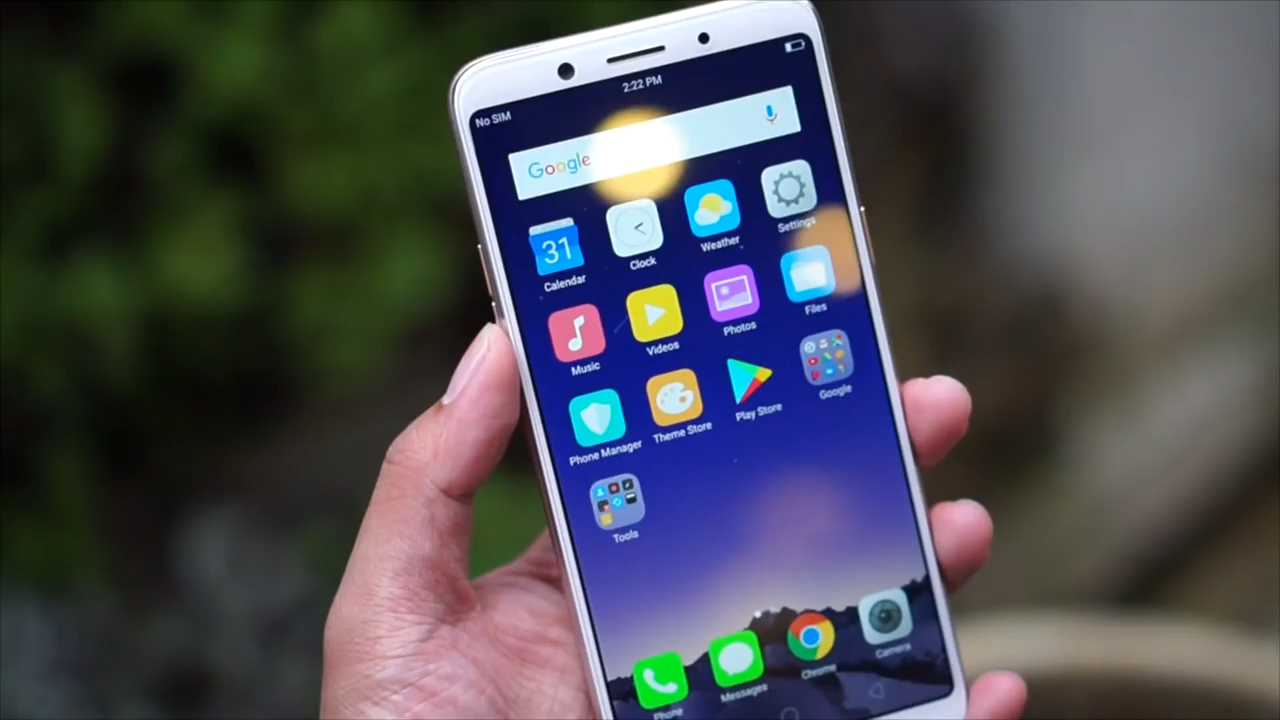 No SIM
2:22 PM
Google
31
Calendar
Clock
Weather
Settings
Music
Videos
Photos
Files
Phone Manager
Theme Store
Play Store
Google
Tools
Phone
Messages
Chrome
Camera